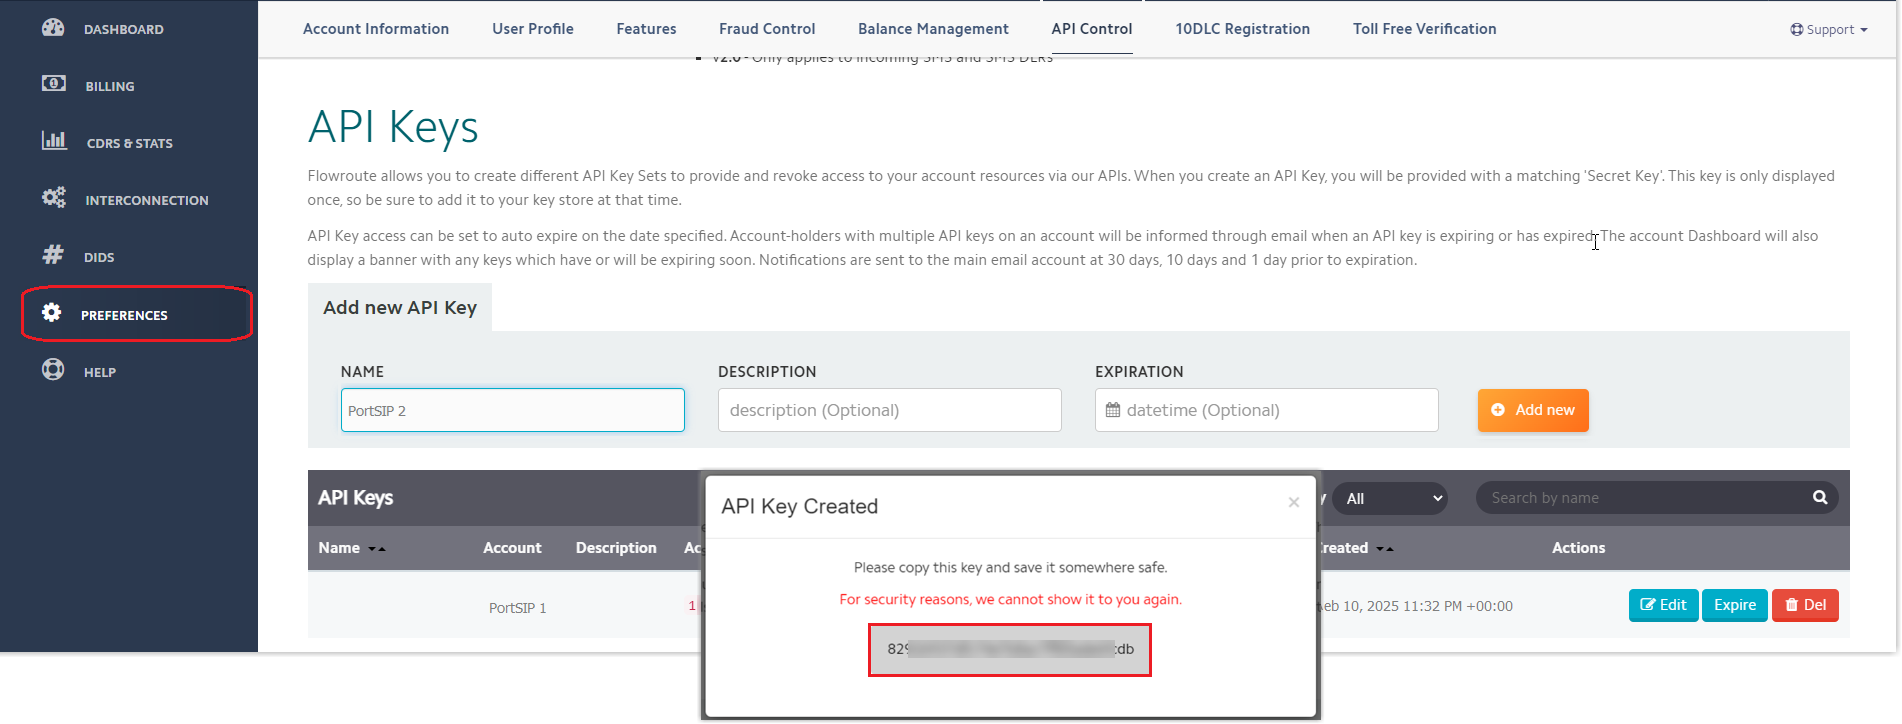 DASHBOARD
BILLING
CDRS & STATS
INTERCONNECTION
DIDS
PREFERENCES
HELP
Account Information User Profile Features Fraud Control Balance Management API Control 10DLC Registration Toll Free Verification Support
v2.0 - Only applies to incoming SMS and SMS DLRs
API Keys
Flowroute allows you to create different API Key Sets to provide and revoke access to your account resources via our APIs. When you create an API Key, you will be provided with a matching 'Secret Key'. This key is only displayed
once, so be sure to add it to your key store at that time.
API Key access can be set to auto expire on the date specified. Account-holders with multiple API keys on an account will be informed through email when an API key is expiring or has expired. The account Dashboard will also
display a banner with any keys which have or will be expiring soon. Notifications are sent to the main email account at 30 days, 10 days and 1 day prior to expiration.
Add new API Key
NAME DESCRIPTION EXPIRATION
PortSIP 2 description (Optional) datetime (Optional) Add new
API Keys All Search by name
Name Account Description Actions
PortSIP 1 1 Feb 10, 2025 11:32 PM +00:00 Edit Expire Del
API Key Created ×
Please copy this key and save it somewhere safe.
For security reasons, we cannot show it to you again.
829 cdb